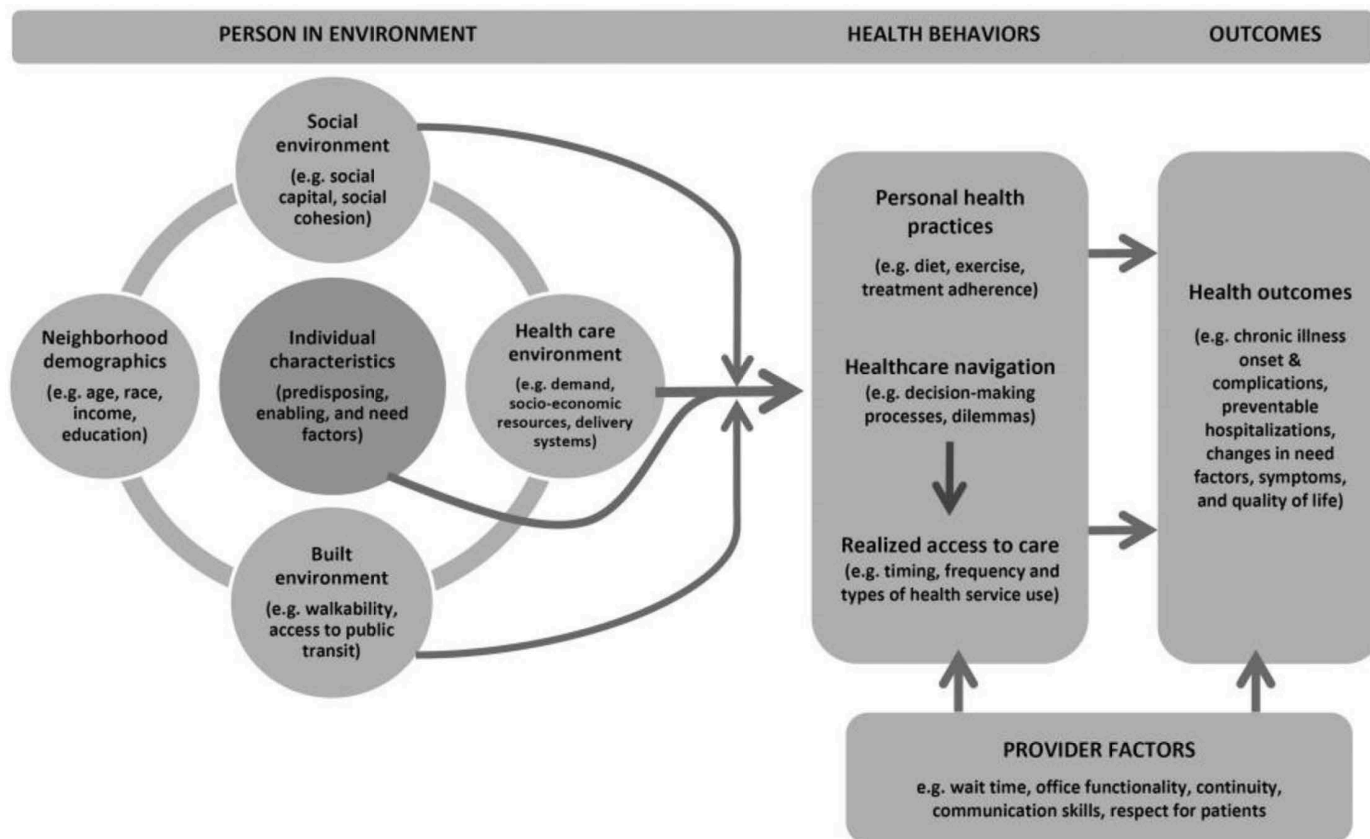 PERSON IN ENVIRONMENT
HEALTH BEHAVIORS
OUTCOMES
Social
environment
(e.g. social
capital, social
cohesion)
Neighborhood
demographics
(e.g. age, race,
income,
education)
Individual
characteristics
(predisposing,
enabling, and need
factors)
Health care
environment
(e.g. demand,
socio-economic
resources, delivery
systems)
Built
environment
(e.g. walkability,
access to public
transit)
Personal health
practices
(e.g. diet, exercise,
treatment adherence)
Healthcare navigation
(e.g. decision-making
processes, dilemmas)
Realized access to care
(e.g. timing, frequency and
types of health service use)
Health outcomes
(e.g. chronic illness
onset &
complications,
preventable
hospitalizations,
changes in need
factors, symptoms,
and quality of life)
PROVIDER FACTORS
e.g. wait time, office functionality, continuity,
communication skills, respect for patients